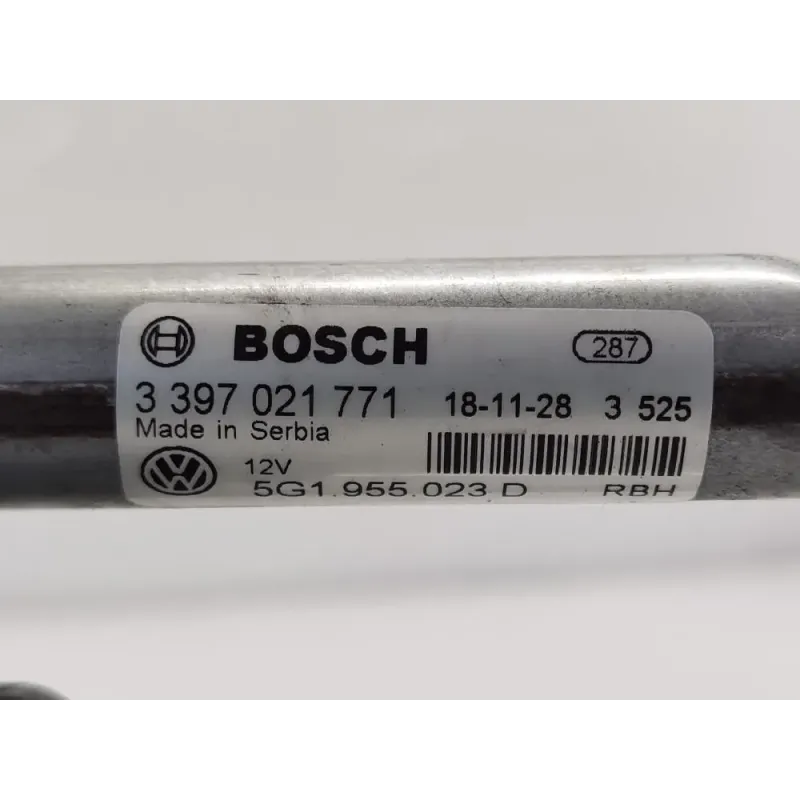 BOSCH 287
3 397 021 771 18-11-28 3 525
Made in Serbia
12V
5G1.955.023 D RBH